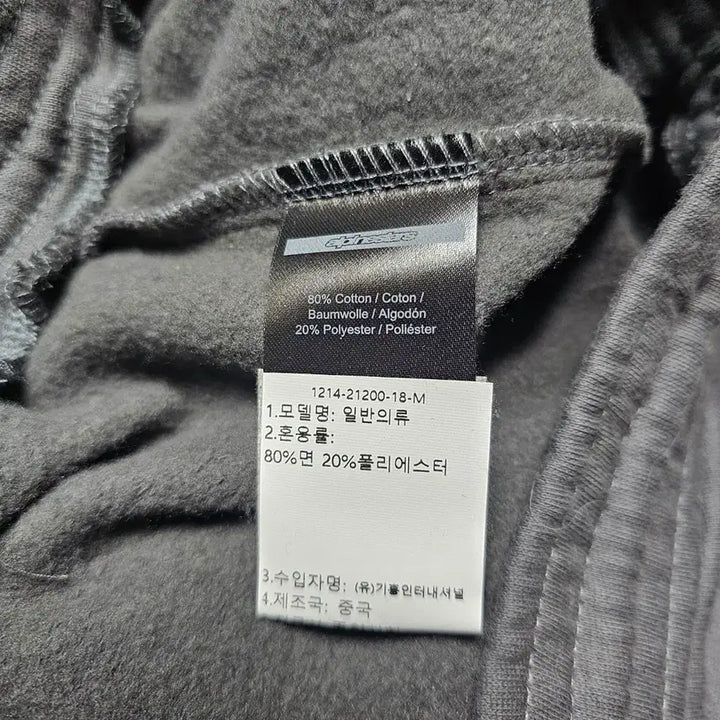 alpinestars
80% Cotton / Coton /
Baumwolle / Algodón
20% Polyester / Poliéster
1214-21200-18-M
1.모델명: 일반의류
2.혼용률:
80%면 20%폴리에스터
3.수입자명: (유)기흥인터내셔널
4.제조국: 중국